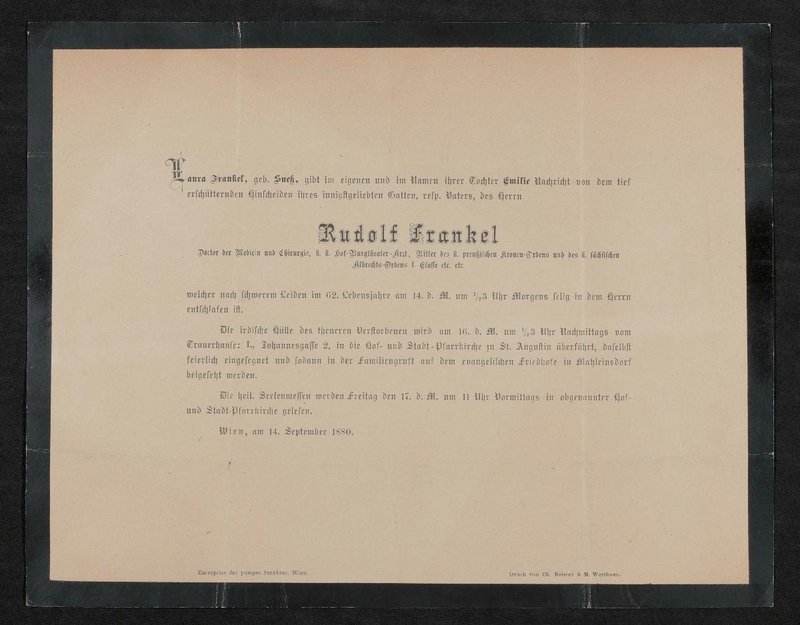 Laura Frankel, geb. Sueß, gibt im eigenen und im Namen ihrer Tochter Emilie Nachricht von dem tief
erschütternden Hinscheiden ihres innigstgeliebten Gatten, resp. Vaters, des Herrn
Rudolf Frankel
Doctor der Medicin und Chirurgie, k. k. Hof-Burgtheater-Arzt, Ritter des k. preußischen Kronen-Ordens und des k. sächsischen
Albrechts-Ordens I. Classe etc. etc.
welcher nach schwerem Leiden im 62. Lebensjahre am 14. d. M. um ½3 Uhr Morgens selig in dem Herrn
entschlafen ist.
Die irdische Hülle des theueren Verstorbenen wird am 16. d. M. um ½3 Uhr Nachmittags vom
Trauerhause: I., Johannesgasse 2, in die Hof- und Stadt-Pfarrkirche zu St. Augustin überführt, daselbst
feierlich eingesegnet und sodann in der Familiengruft auf dem evangelischen Friedhofe in Matzleinsdorf
beigesetzt werden.
Die heil. Seelenmessen werden Freitag den 17. d. M. um 11 Uhr Vormittags in obgenannter Hof-
und Stadt-Pfarrkirche gelesen.
Wien, am 14. September 1880.
Entreprise des pompes funèbres, Wien.
Druck von Ch. Reisser & M. Werthner.